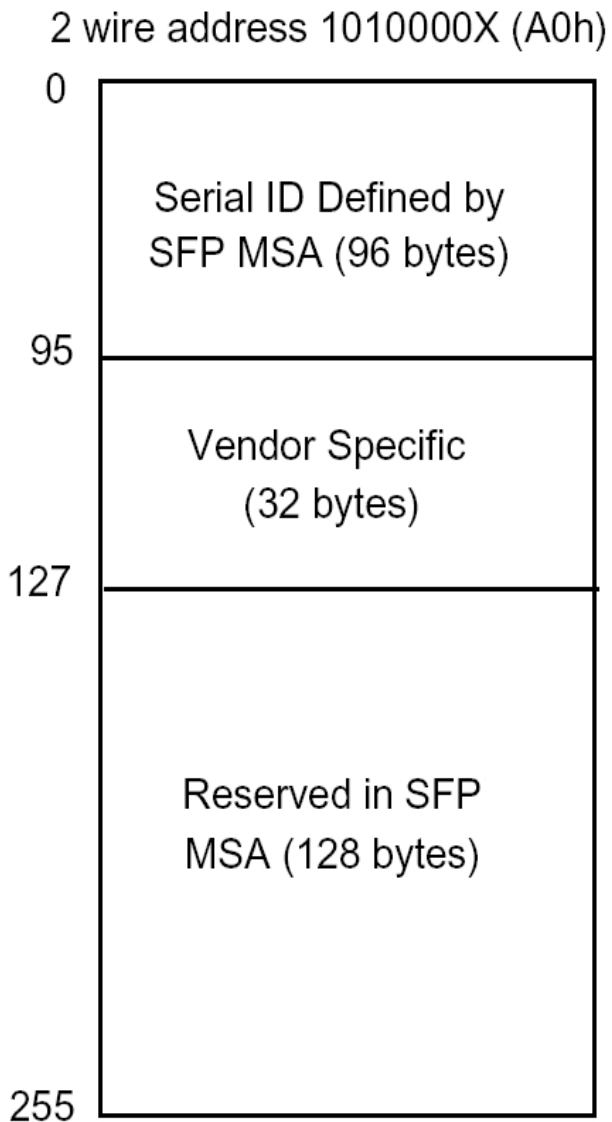 2 wire address 1010000X (A0h)
0
Serial ID Defined by
SFP MSA (96 bytes)
95
Vendor Specific
(32 bytes)
127
Reserved in SFP
MSA (128 bytes)
255